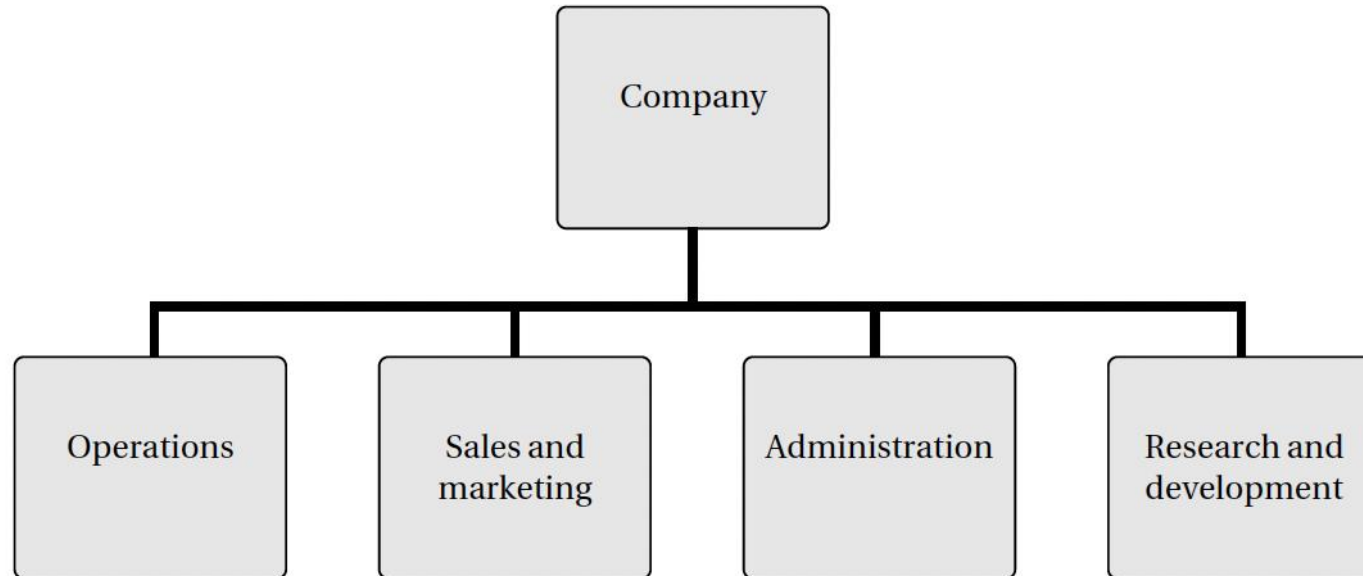 Company
Operations
Sales and
marketing
Administration
Research and
development